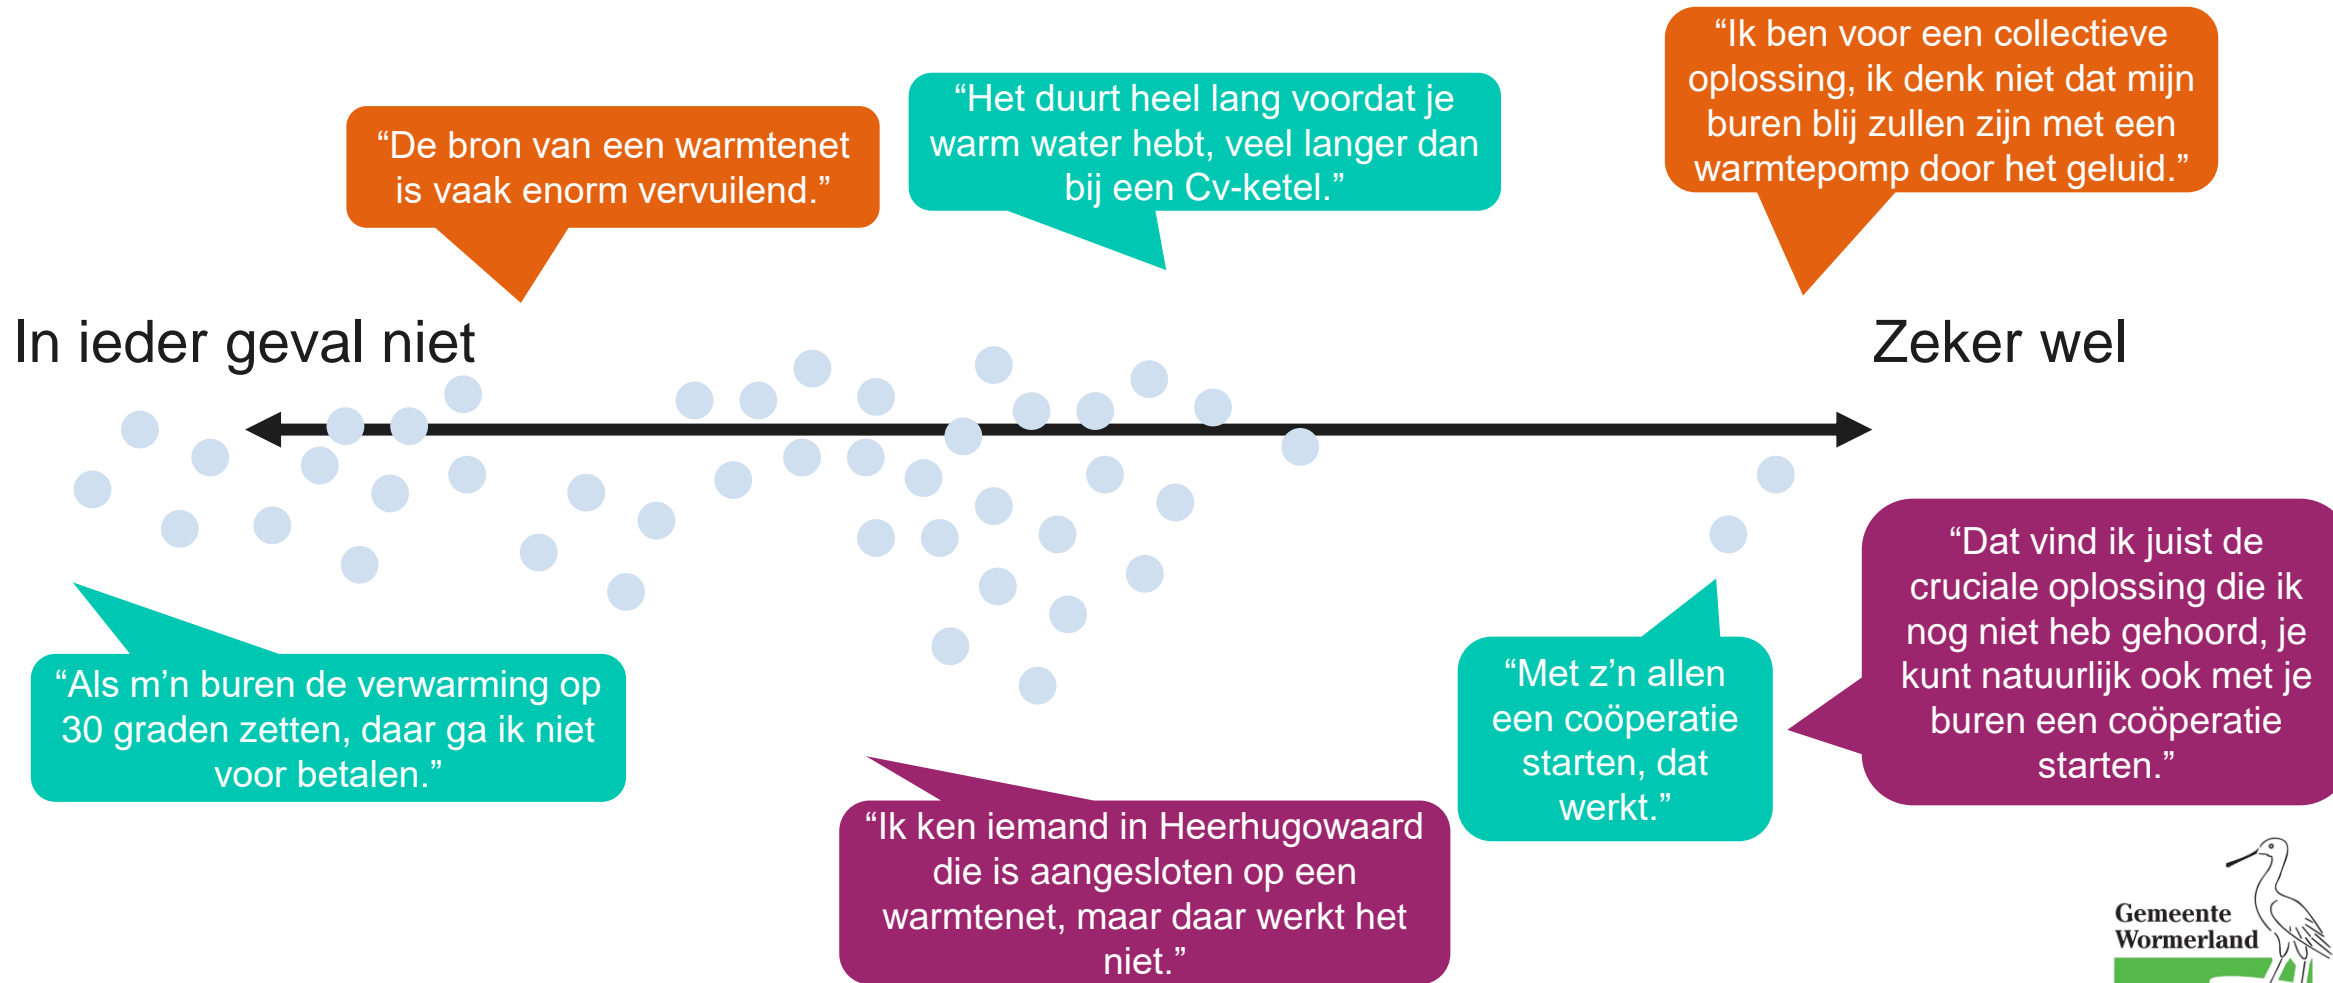 “Ik ben voor een collectieve
oplossing, ik denk niet dat mijn
buren blij zullen zijn met een
warmtepomp door het geluid.”
“Het duurt heel lang voordat je
warm water hebt, veel langer dan
bij een Cv-ketel.”
“De bron van een warmtenet
is vaak enorm vervuilend.”
In ieder geval niet
Zeker wel
“Dat vind ik juist de
cruciale oplossing die ik
nog niet heb gehoord, je
kunt natuurlijk ook met je
buren een coöperatie
starten.”
“Met z’n allen
een coöperatie
starten, dat
werkt.”
“Als m’n buren de verwarming op
30 graden zetten, daar ga ik niet
voor betalen.”
“Ik ken iemand in Heerhugowaard
die is aangesloten op een
warmtenet, maar daar werkt het
niet.”
Gemeente
Wormerland